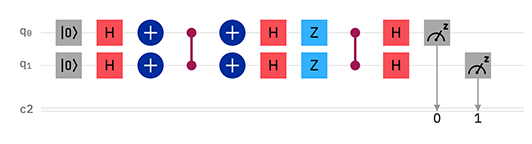 q₀ |0⟩ H + + H Z H z
q₁ |0⟩ H + + H Z H z
c2 0 1